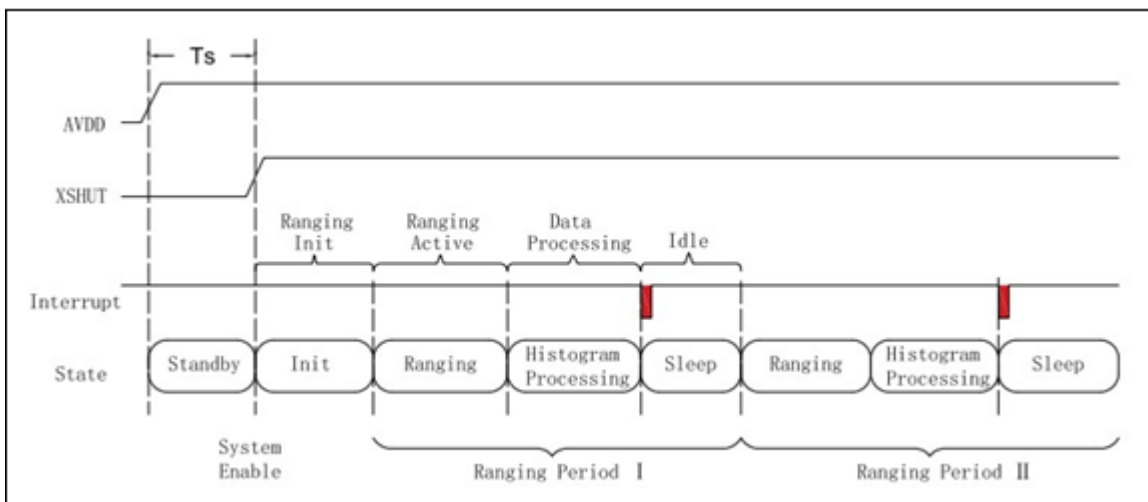 Ts
AVDD
XSHUT
Ranging
Init
Ranging
Active
Data
Processing
Idle
Interrupt
State
Standby
Init
Ranging
Histogram
Processing
Sleep
Ranging
Histogram
Processing
Sleep
System
Enable
Ranging Period Ⅰ
Ranging Period Ⅱ